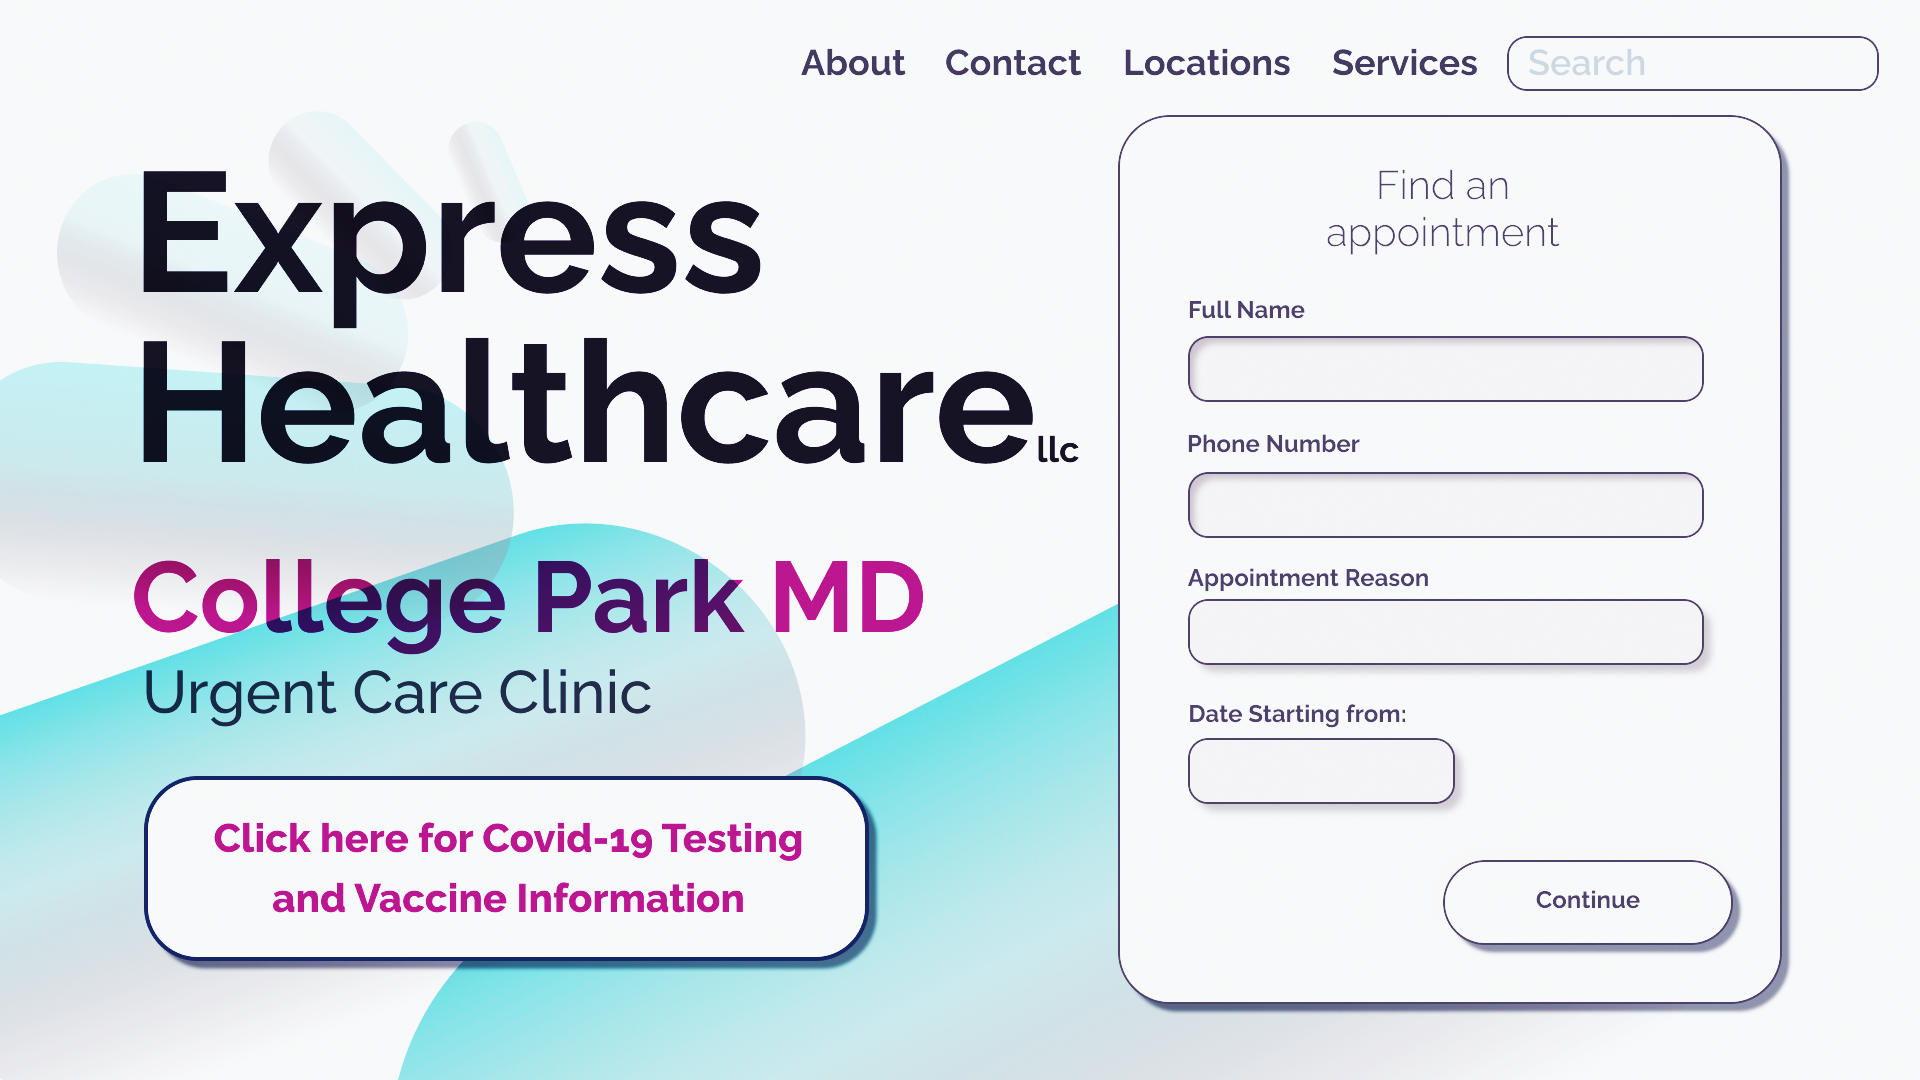 About Contact Locations Services Search
Express
Healthcare llc
College Park MD
Urgent Care Clinic
Click here for Covid-19 Testing
and Vaccine Information
Find an
appointment
Full Name
Phone Number
Appointment Reason
Date Starting from:
Continue